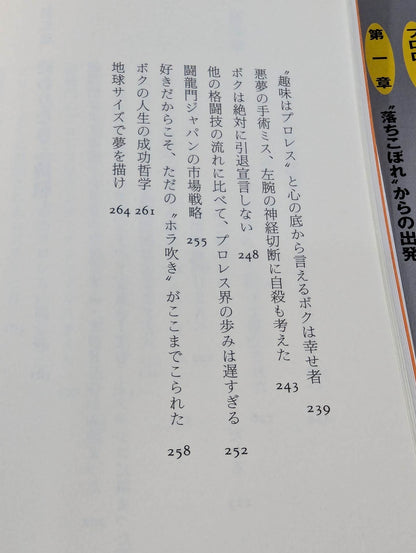 プロロ
第一章
“落ちこぼれ”からの出発
“趣味はプロレス”と心の底から言えるボクは幸せ者 239
悪夢の手術ミス、左腕の神経切断に自殺も考えた 243
ボクは絶対に引退宣言しない 248
他の格闘技の流れに比べて、プロレス界の歩みは遅すぎる 252
闘龍門ジャパンの市場戦略 255
好きだからこそ、ただの“ホラ吹き”がここまでこられた 258
ボクの人生の成功哲学 261
地球サイズで夢を描け 264